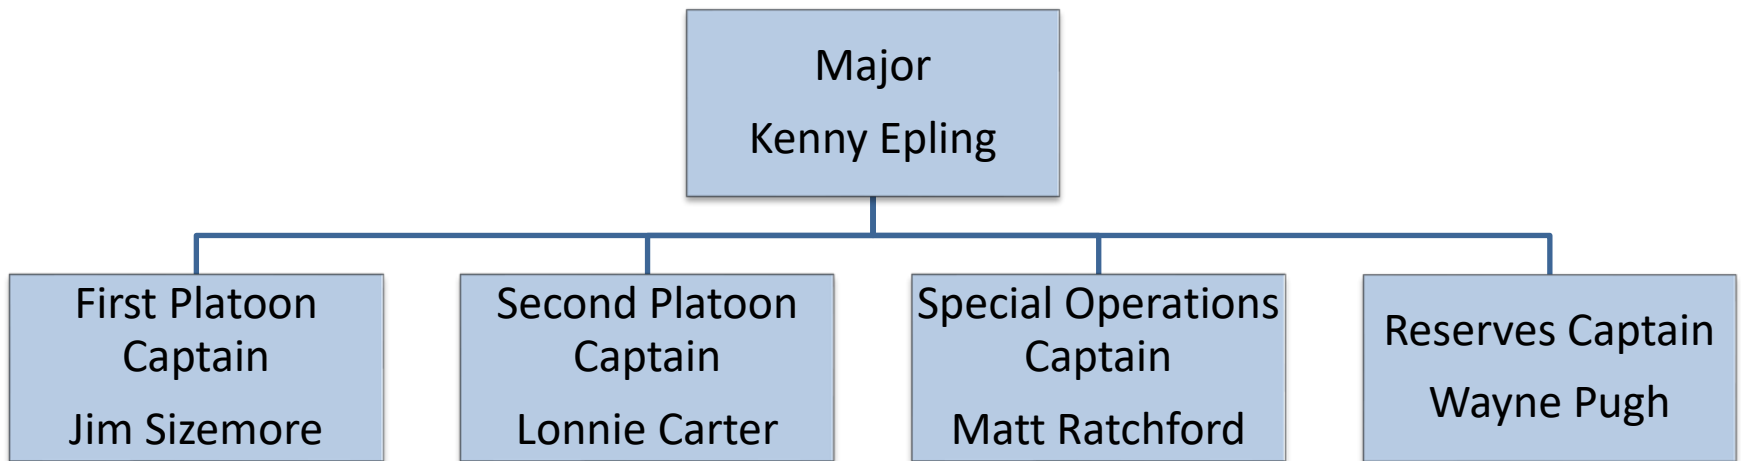 Major
Kenny Epling
First Platoon
Captain
Jim Sizemore
Second Platoon
Captain
Lonnie Carter
Special Operations
Captain
Matt Ratchford
Reserves Captain
Wayne Pugh